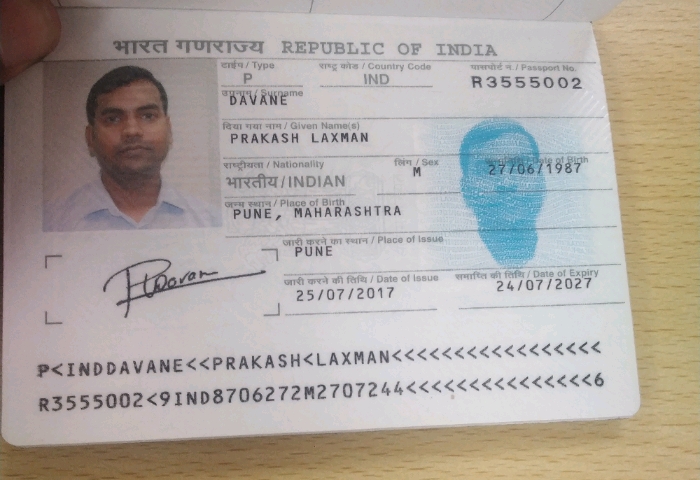 भारत गणराज्य REPUBLIC OF INDIA
टाईप / Type राष्ट्र कोड / Country Code पासपोर्ट न. / Passport No.
P IND R3555002
उपनाम / Surname
DAVANE
दिया गया नाम / Given Name(s)
PRAKASH LAXMAN
राष्ट्रीयता / Nationality लिंग / Sex जन्मतिथि / Date of Birth
भारतीय / INDIAN M 27/06/1987
जन्म स्थान / Place of Birth
PUNE, MAHARASHTRA
जारी करने का स्थान / Place of Issue
PUNE
जारी करने की तिथि / Date of Issue समाप्ति की तिथि / Date of Expiry
25/07/2017 24/07/2027
P<INDDAVANE<<PRAKASH<LAXMAN<<<<<<<<<<<<<<<<<
R3555002<9IND8706272M2707244<<<<<<<<<<<<<<<6